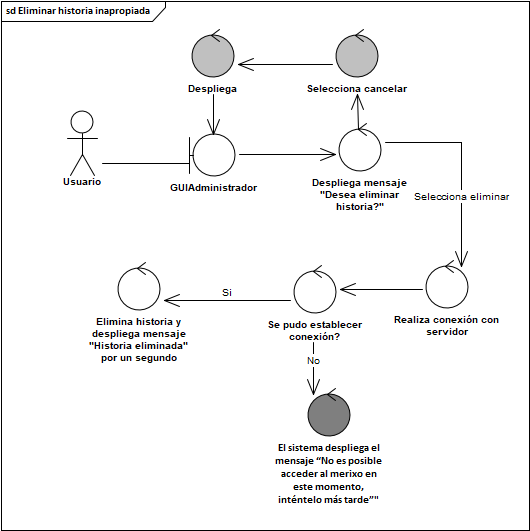 sd Eliminar historia inapropiada
Despliega
Selecciona cancelar
Usuario
GUIAdministrador
Despliega mensaje
"Desea eliminar
historia?"
Selecciona eliminar
Si
Elimina historia y
despliega mensaje
"Historia eliminada"
por un segundo
Se pudo establecer
conexión?
Realiza conexión con
servidor
No
El sistema despliega el
mensaje “No es posible
acceder al merixo en
este momento,
inténtelo más tarde”"